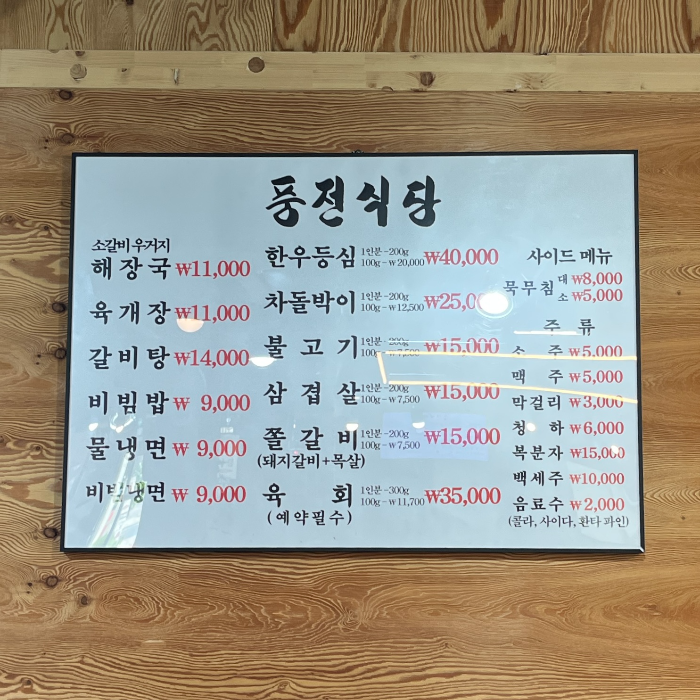 풍전식당
소갈비우거지
해장국 ₩11,000
육개장 ₩11,000
갈비탕 ₩14,000
비빔밥 ₩ 9,000
물냉면 ₩ 9,000
비빔냉면 ₩ 9,000
한우등심 1인분-200g ₩40,000
100g-₩20,000
차돌박이 1인분-200g ₩25,000
100g-₩12,500
불고기 1인분-200g ₩15,000
100g-₩7,500
삼겹살 1인분-200g ₩15,000
100g-₩7,500
쫄갈비 1인분-200g ₩15,000
100g-₩7,500
(돼지갈비+목살)
육회 1인분-300g ₩35,000
100g-₩11,700
(예약필수)
사이드 메뉴
묵무침 대 ₩8,000
소 ₩5,000
주류
소주 ₩5,000
맥주 ₩5,000
막걸리 ₩3,000
청하 ₩6,000
복분자 ₩15,000
백세주 ₩10,000
음료수 ₩2,000
(콜라, 사이다, 환타 파인)